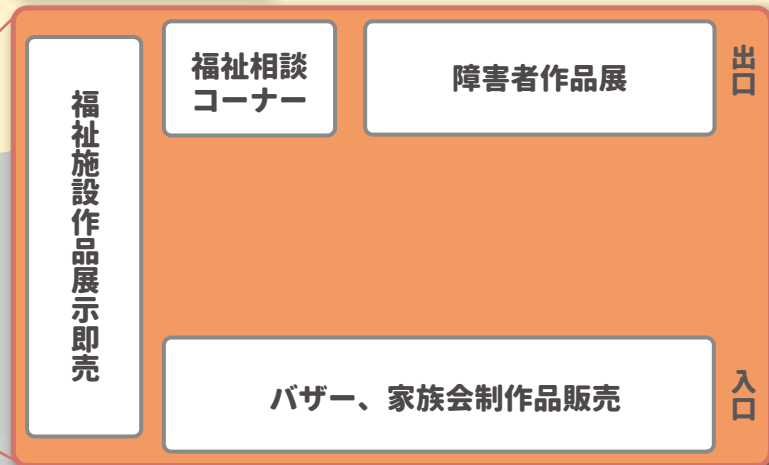 福祉施設作品展示即売
福祉相談
コーナー
障害者作品展
出口
バザー、家族会制作品販売
入口